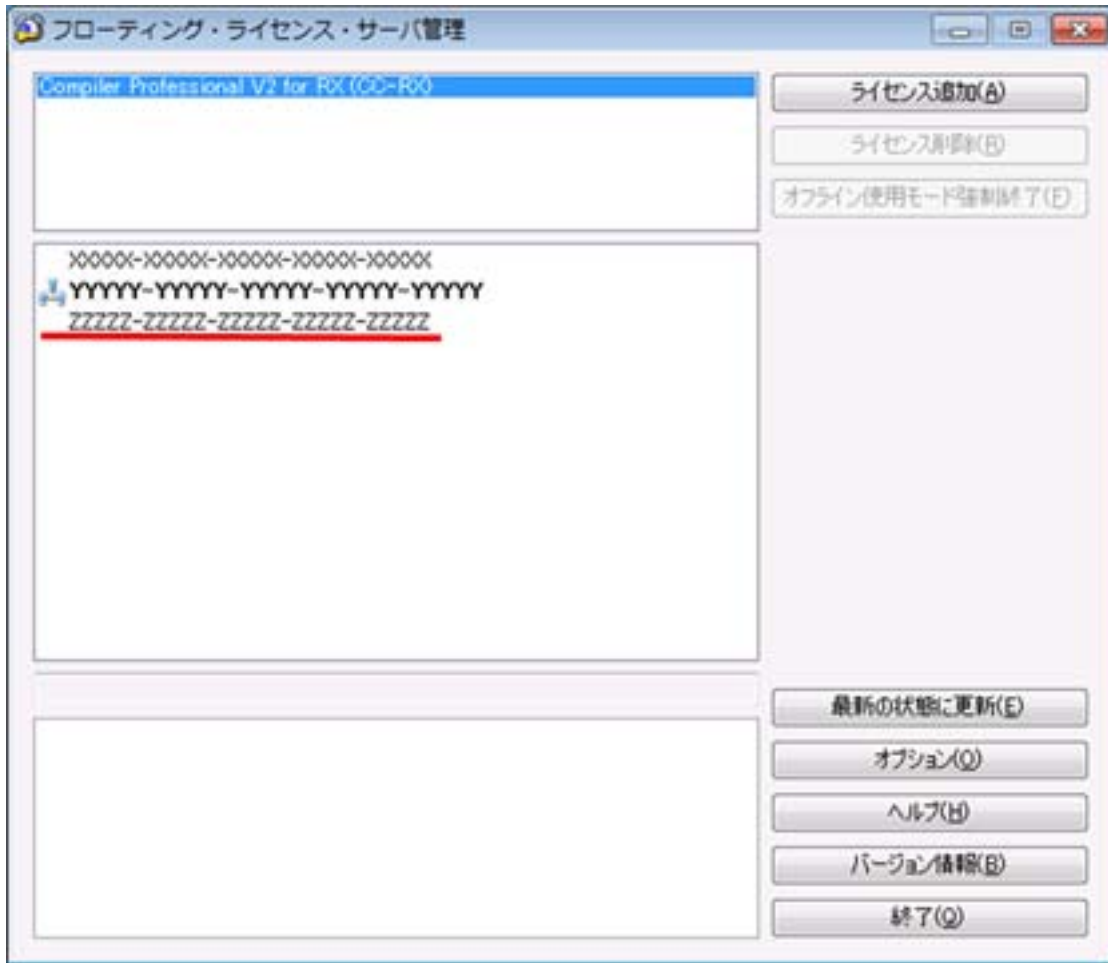 フローティング・ライセンス・サーバ管理
Compiler Professional V2 for RX (CC-RX)
ライセンス追加(A)
ライセンス削除(R)
オフライン使用モード強制終了(F)
XXXXX-XXXXX-XXXXX-XXXXX-XXXXX
YYYYY-YYYYY-YYYYY-YYYYY-YYYYY
ZZZZZ-ZZZZZ-ZZZZZ-ZZZZZ-ZZZZZ
最新の状態に更新(E)
オプション(O)
ヘルプ(H)
バージョン情報(B)
終了(Q)